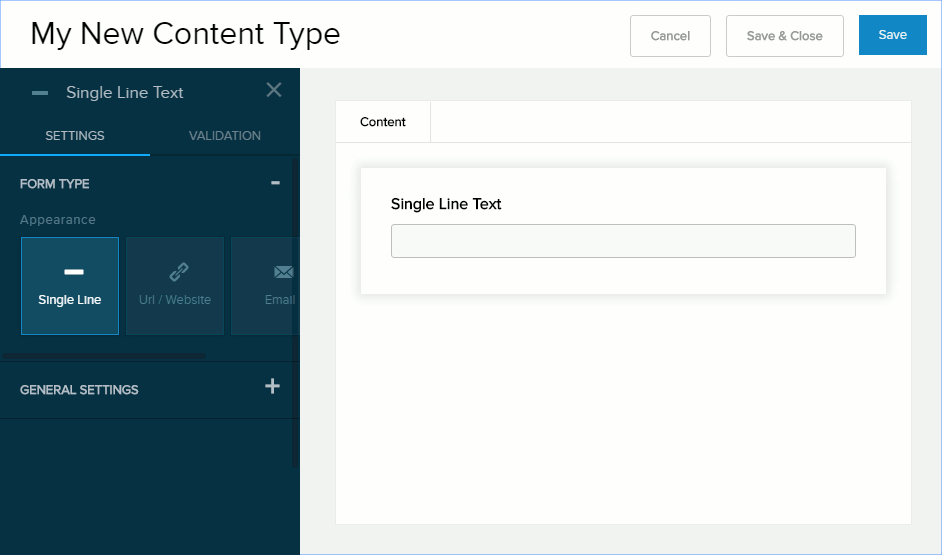 My New Content Type
Cancel
Save & Close
Save
Single Line Text
SETTINGS
VALIDATION
FORM TYPE
Appearance
Single Line
Url / Website
Email
GENERAL SETTINGS
Content
Single Line Text